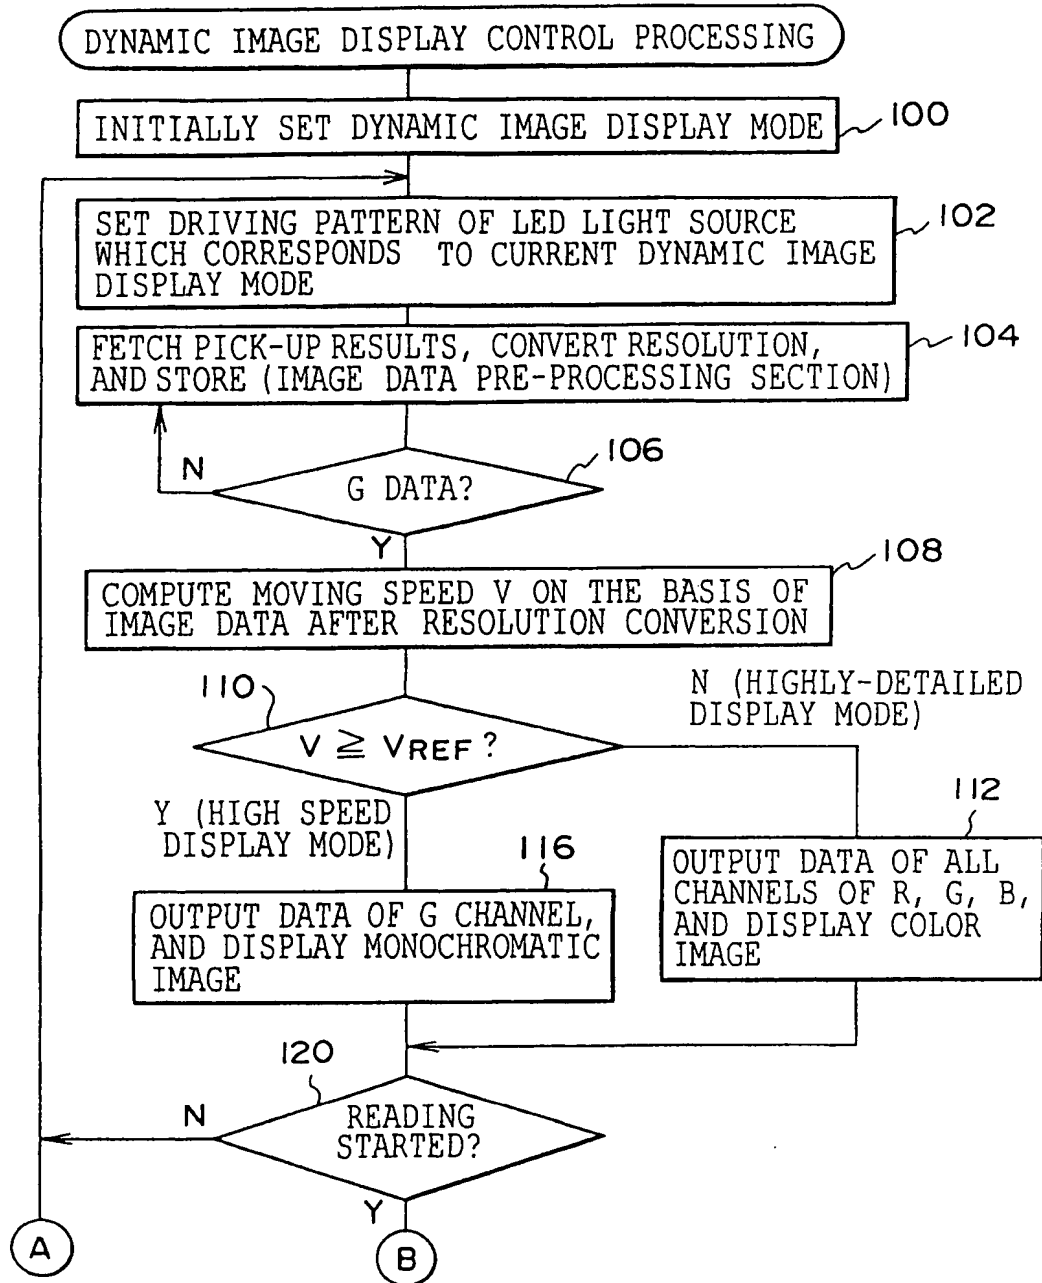 DYNAMIC IMAGE DISPLAY CONTROL PROCESSING
INITIALLY SET DYNAMIC IMAGE DISPLAY MODE
100
SET DRIVING PATTERN OF LED LIGHT SOURCE
WHICH CORRESPONDS TO CURRENT DYNAMIC IMAGE
DISPLAY MODE
102
FETCH PICK-UP RESULTS, CONVERT RESOLUTION,
AND STORE (IMAGE DATA PRE-PROCESSING SECTION)
104
G DATA?
106
N
Y
COMPUTE MOVING SPEED V ON THE BASIS OF
IMAGE DATA AFTER RESOLUTION CONVERSION
108
110
V ≧ VREF ?
N (HIGHLY-DETAILED
DISPLAY MODE)
Y (HIGH SPEED
DISPLAY MODE)
112
OUTPUT DATA OF ALL
CHANNELS OF R, G, B,
AND DISPLAY COLOR
IMAGE
116
OUTPUT DATA OF G CHANNEL,
AND DISPLAY MONOCHROMATIC
IMAGE
120
READING
STARTED?
N
Y
A
B